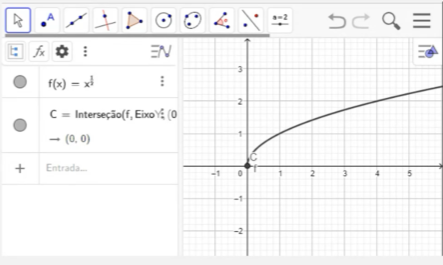 a=2
f(x) = x^½
C = Interseção(f, EixoY, (0
→ (0, 0)
Entrada...
3
2
1
-1
-2
-1 0 1 2 3 4 5
C
f